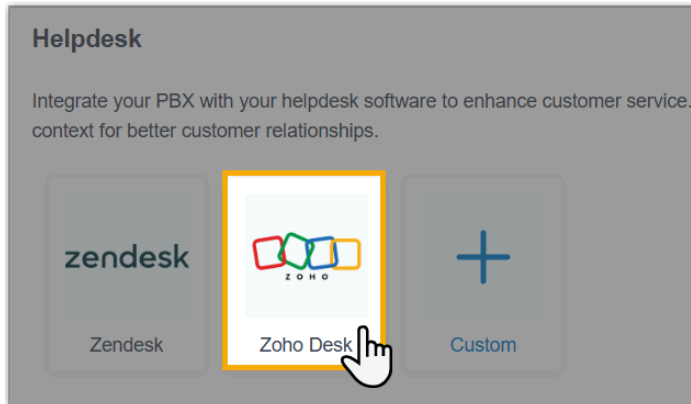 Helpdesk
Integrate your PBX with your helpdesk software to enhance customer service.
context for better customer relationships.
zendesk
ZOHO
Zendesk
Zoho Desk
Custom